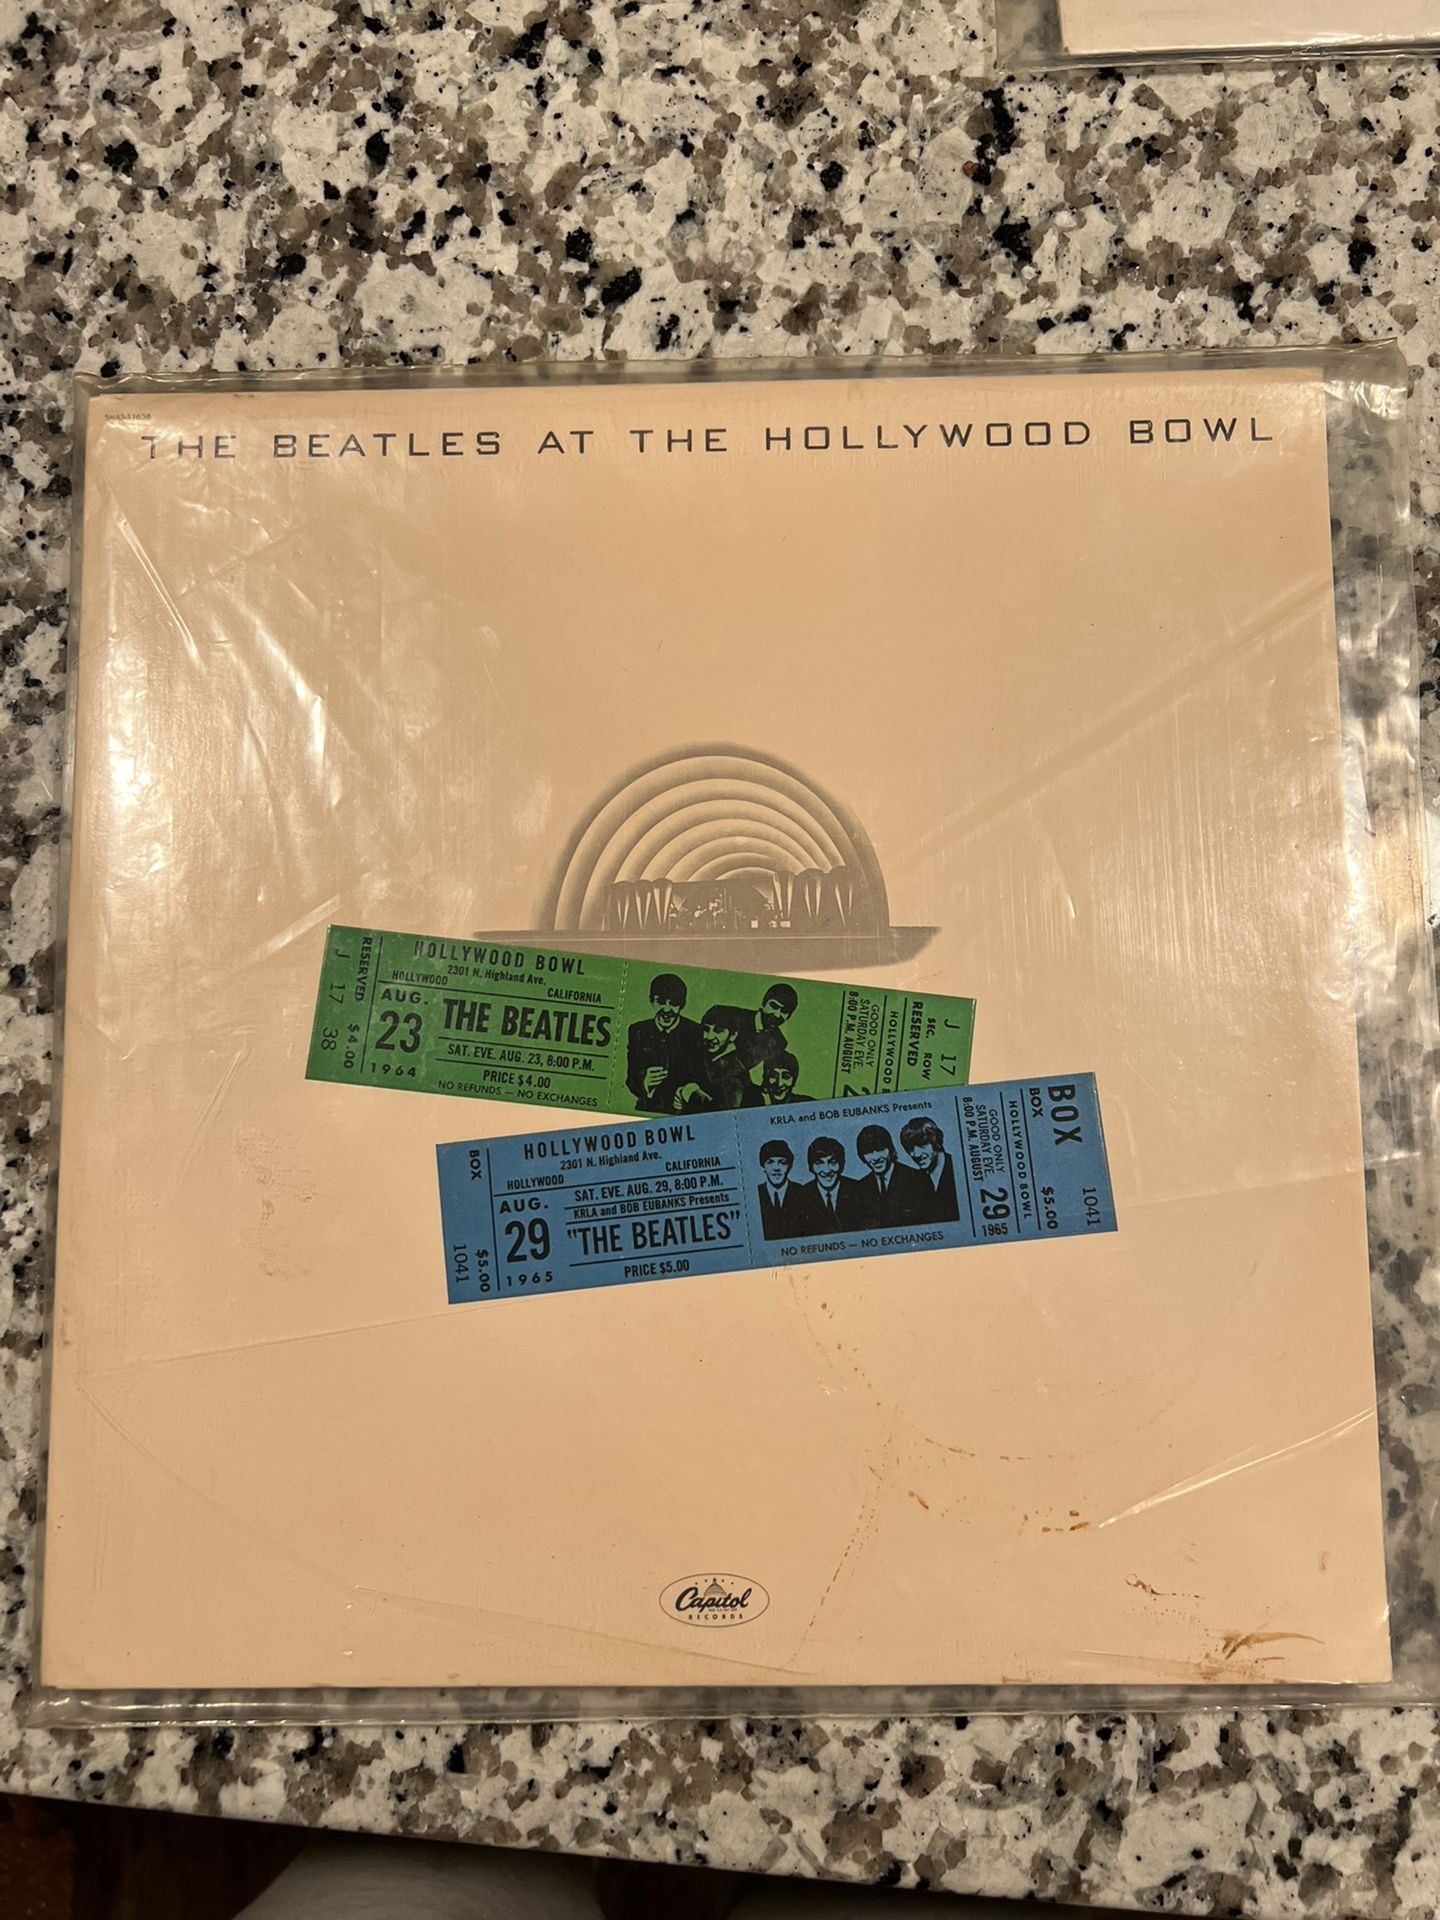 SMAS-11638
THE BEATLES AT THE HOLLYWOOD BOWL
J 17 38
RESERVED $4.00
HOLLYWOOD BOWL
2301 N. Highland Ave.
HOLLYWOOD CALIFORNIA
AUG.
23
1964
THE BEATLES
SAT. EVE. AUG. 23, 8:00 P.M.
PRICE $4.00
NO REFUNDS — NO EXCHANGES
8:00 P.M. AUGUST 2
SATURDAY EVE.
GOOD ONLY
HOLLYWOOD B
RESERVED
SEC. ROW
J 17
BOX 1041
$5.00
HOLLYWOOD BOWL
2301 N. Highland Ave.
HOLLYWOOD CALIFORNIA
AUG.
29
1965
SAT. EVE. AUG. 29, 8:00 P.M.
KRLA and BOB EUBANKS Presents
"THE BEATLES"
PRICE $5.00
KRLA and BOB EUBANKS Presents
NO REFUNDS — NO EXCHANGES
8:00 P.M. AUGUST
SATURDAY EVE.
GOOD ONLY
29
1965
HOLLYWOOD BOWL
BOX $5.00
BOX 1041
Capitol
RECORDS